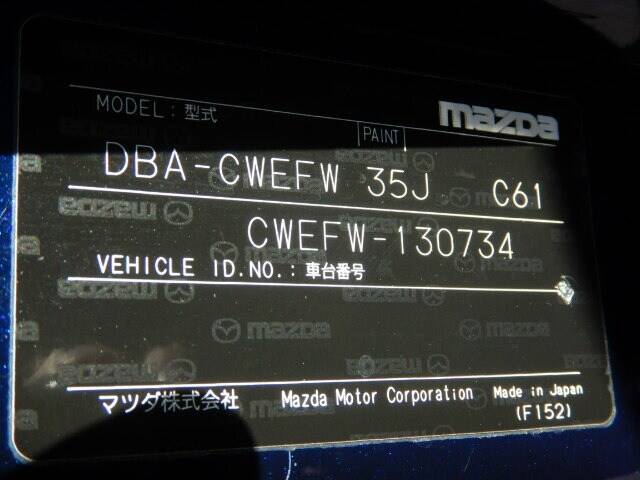 MODEL : 型式 mazda
PAINT
DBA-CWEFW 35J C61
CWEFW-130734
VEHICLE ID.NO. : 車台番号
マツダ株式会社 Mazda Motor Corporation Made in Japan
(F152)